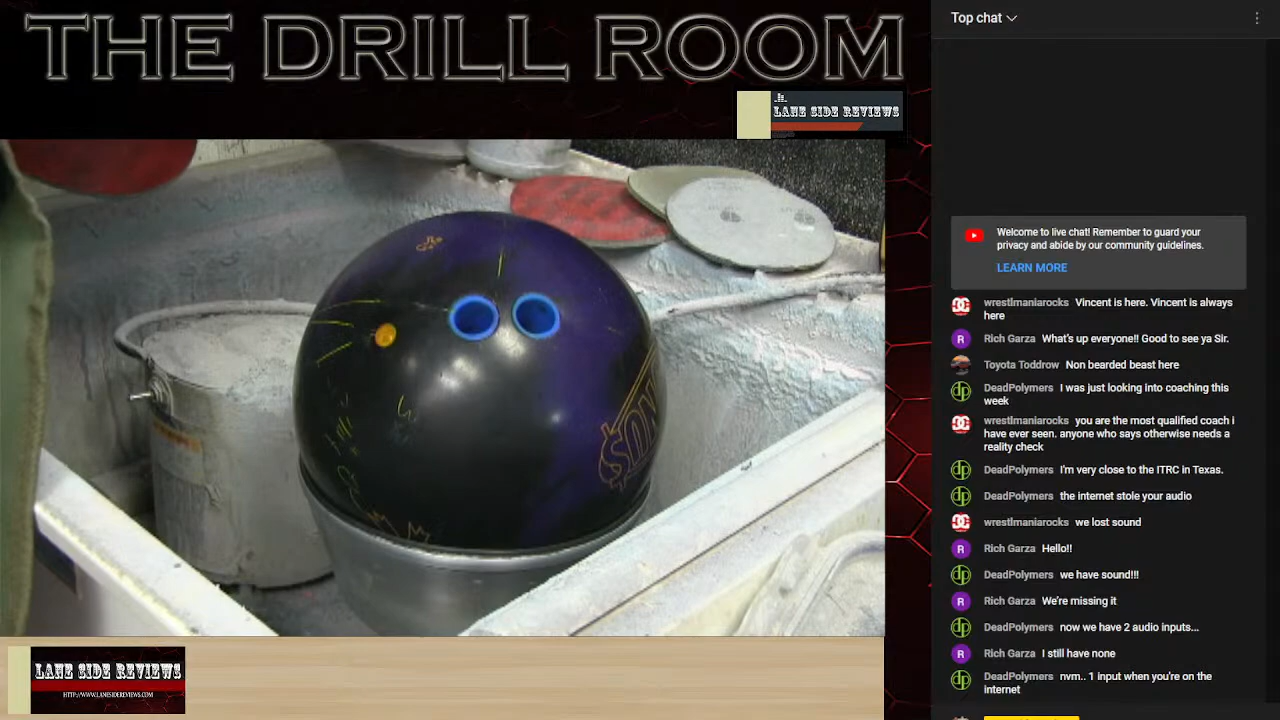 THE DRILL ROOM
LANE SIDE REVIEWS
LANE SIDE REVIEWS
HTTP://WWW.LANESIDEREVIEWS.COM
Top chat
Welcome to live chat! Remember to guard your
privacy and abide by our community guidelines.
LEARN MORE
wrestlmaniarocks Vincent is here. Vincent is always
here
Rich Garza What's up everyone!! Good to see ya Sir.
Toyota Toddrow Non bearded beast here
DeadPolymers I was just looking into coaching this
week
wrestlmaniarocks you are the most qualified coach i
have ever seen. anyone who says otherwise needs a
reality check
DeadPolymers I'm very close to the ITRC in Texas.
DeadPolymers the internet stole your audio
wrestlmaniarocks we lost sound
R Rich Garza Hello!!
DeadPolymers we have sound!!!
R Rich Garza We're missing it
DeadPolymers now we have 2 audio inputs...
R Rich Garza I still have none
DeadPolymers nvm.. 1 input when you're on the
internet